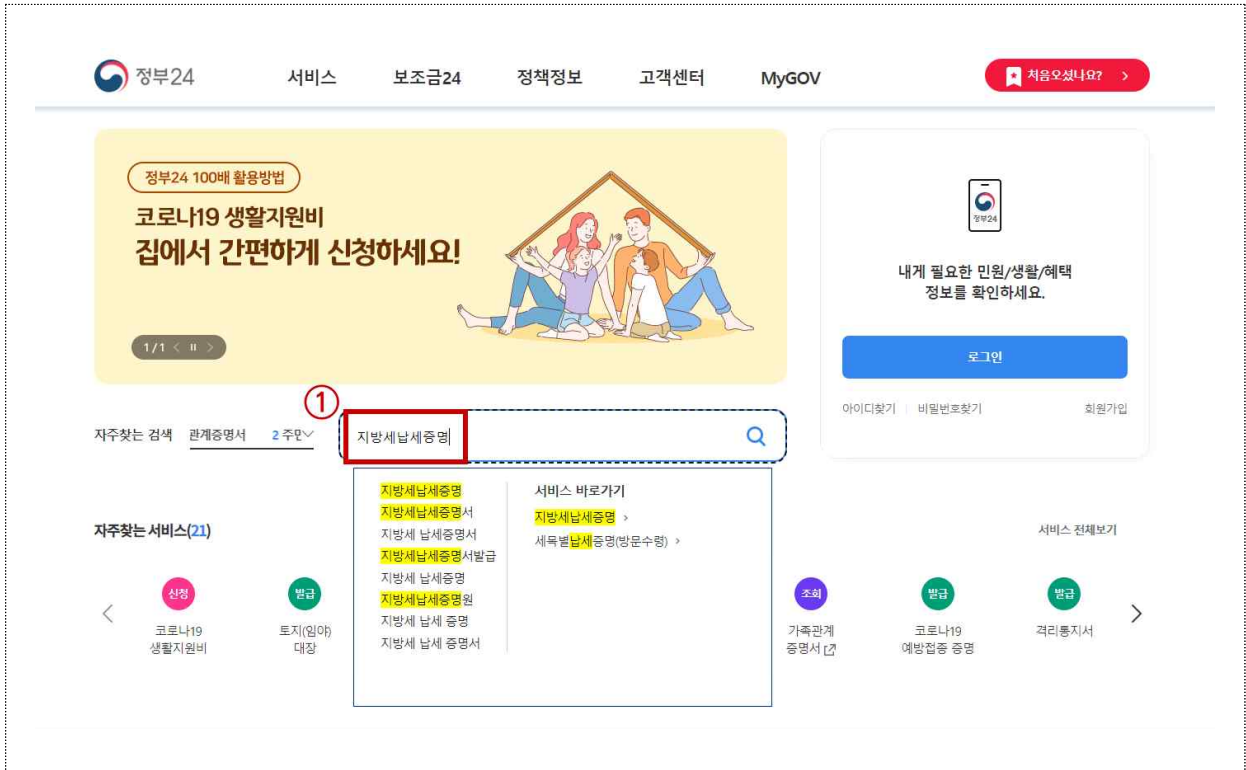 정부24
서비스 보조금24 정책정보 고객센터 MyGOV
처음오셨나요? >
정부24 100배 활용방법
코로나19 생활지원비
집에서 간편하게 신청하세요!
1/1 < II >
정부24
내게 필요한 민원/생활/혜택
정보를 확인하세요.
로그인
아이디찾기 | 비밀번호찾기 회원가입
①
자주찾는 검색 관계증명서 2 주민
지방세납세증명
지방세납세증명
지방세납세증명서
지방세 납세증명서
지방세납세증명서발급
지방세 납세증명
지방세납세증명원
지방세 납세 증명
지방세 납세 증명서
서비스 바로가기
지방세납세증명 >
세목별납세증명(방문수령) >
자주찾는 서비스(21)
서비스 전체보기
신청
코로나19
생활지원비
발급
토지(임야)
대장
조회
가족관계
증명서
발급
코로나19
예방접종 증명
발급
격리통지서